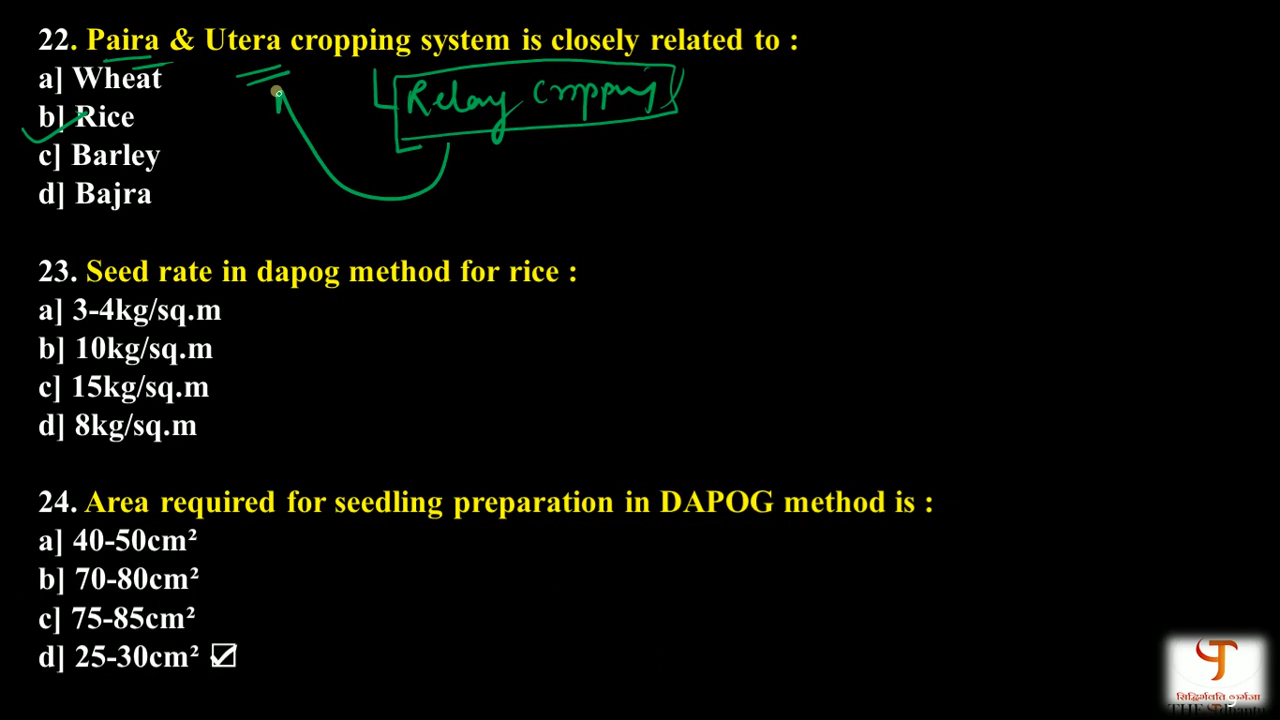 22. Paira & Utera cropping system is closely related to :
a] Wheat
Relay cropping
b] Rice
c] Barley
d] Bajra
23. Seed rate in dapog method for rice :
a] 3-4kg/sq.m
b] 10kg/sq.m
c] 15kg/sq.m
d] 8kg/sq.m
24. Area required for seedling preparation in DAPOG method is :
a] 40-50cm²
b] 70-80cm²
c] 75-85cm²
d] 25-30cm² ☑
THE